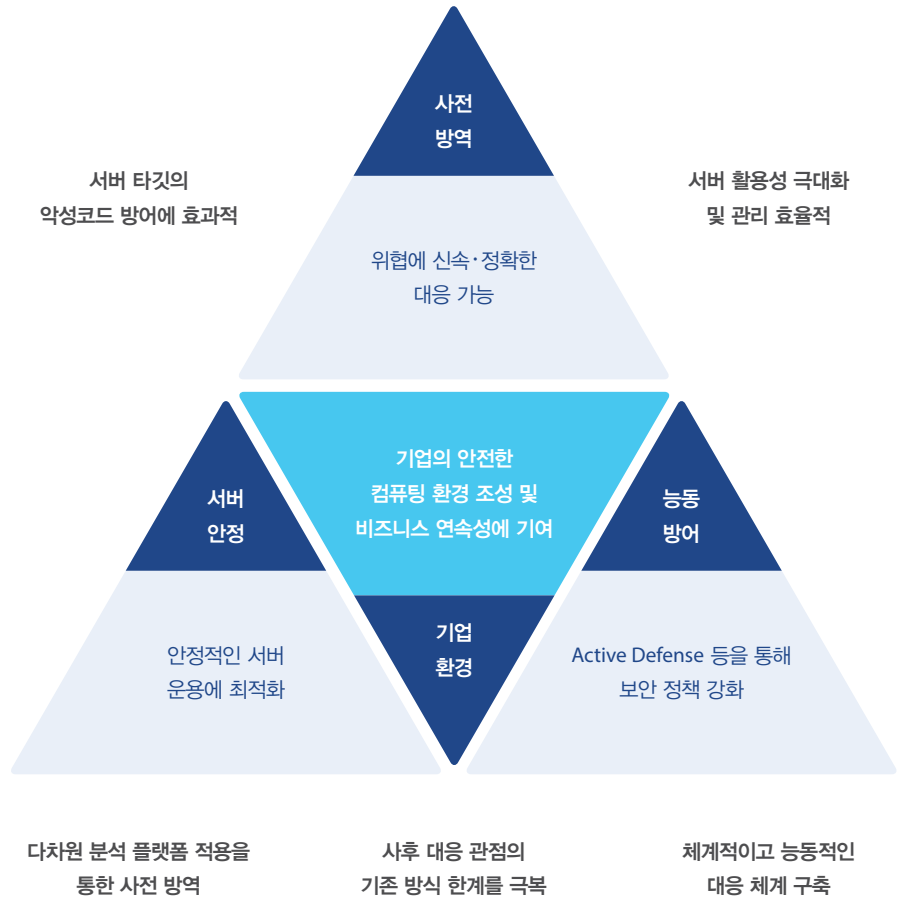 사전
방역
서버 타깃의
악성코드 방어에 효과적
서버 활용성 극대화
및 관리 효율적
위협에 신속·정확한
대응 가능
기업의 안전한
컴퓨팅 환경 조성 및
비즈니스 연속성에 기여
서버
안정
능동
방어
기업
환경
안정적인 서버
운용에 최적화
Active Defense 등을 통해
보안 정책 강화
다차원 분석 플랫폼 적용을
통한 사전 방역
사후 대응 관점의
기존 방식 한계를 극복
체계적이고 능동적인
대응 체계 구축